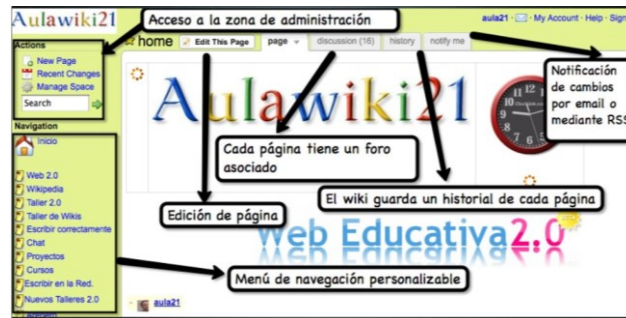 Aulawiki21
Acceso a la zona de administración
aula21 · My Account · Help · Sign
Actions
New Page
Recent Changes
Manage Space
Search
home
Edit This Page
page
discussion (16)
history
notify me
Notificación
de cambios
por email o
mediante RSS
Aulawiki21
Cada página tiene un foro
asociado
El wiki guarda un historial de cada página
Edición de página
Web Educativa2.0
Menú de navegación personalizable
Navigation
Inicio
Web 2.0
Wikipedia
Taller 2.0
Taller de Wikis
Escribir correctamente
Chat
Proyectos
Cursos
Escribir en la Red.
Nuevos Talleres 2.0
aula21